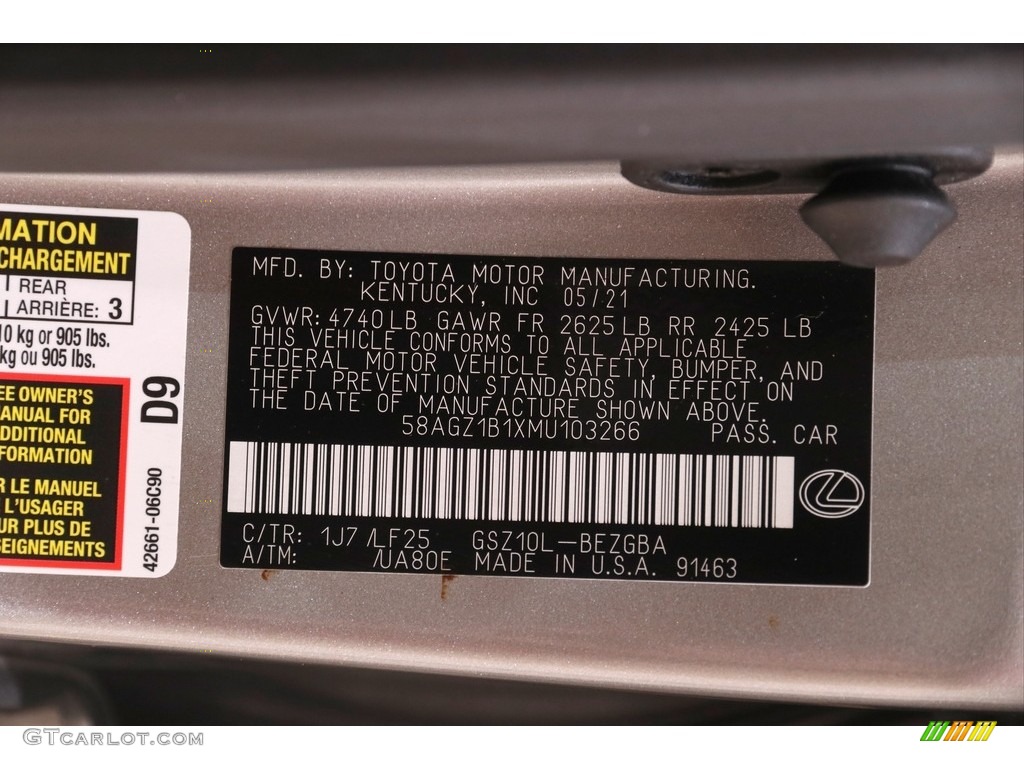 MATION
CHARGEMENT
REAR
ARRIÈRE: 3
10 kg or 905 lbs.
kg ou 905 lbs.
EE OWNER'S
MANUAL FOR
ADDITIONAL
FORMATION
R LE MANUEL
L'USAGER
UR PLUS DE
SEIGNEMENTS
D9
42661-06C90
MFD. BY: TOYOTA MOTOR MANUFACTURING.
KENTUCKY, INC 05/21
GVWR: 4740LB GAWR FR 2625 LB RR 2425 LB
THIS VEHICLE CONFORMS TO ALL APPLICABLE
FEDERAL MOTOR VEHICLE SAFETY, BUMPER, AND
THEFT PREVENTION STANDARDS IN EFFECT ON
THE DATE OF MANUFACTURE SHOWN ABOVE.
58AGZ1B1XMU103266 PASS. CAR
C/TR: 1J7 /LF25 GSZ10L-BEZGBA
A/TM: /UA80E MADE IN U.S.A. 91463
GTCARLOT.COM